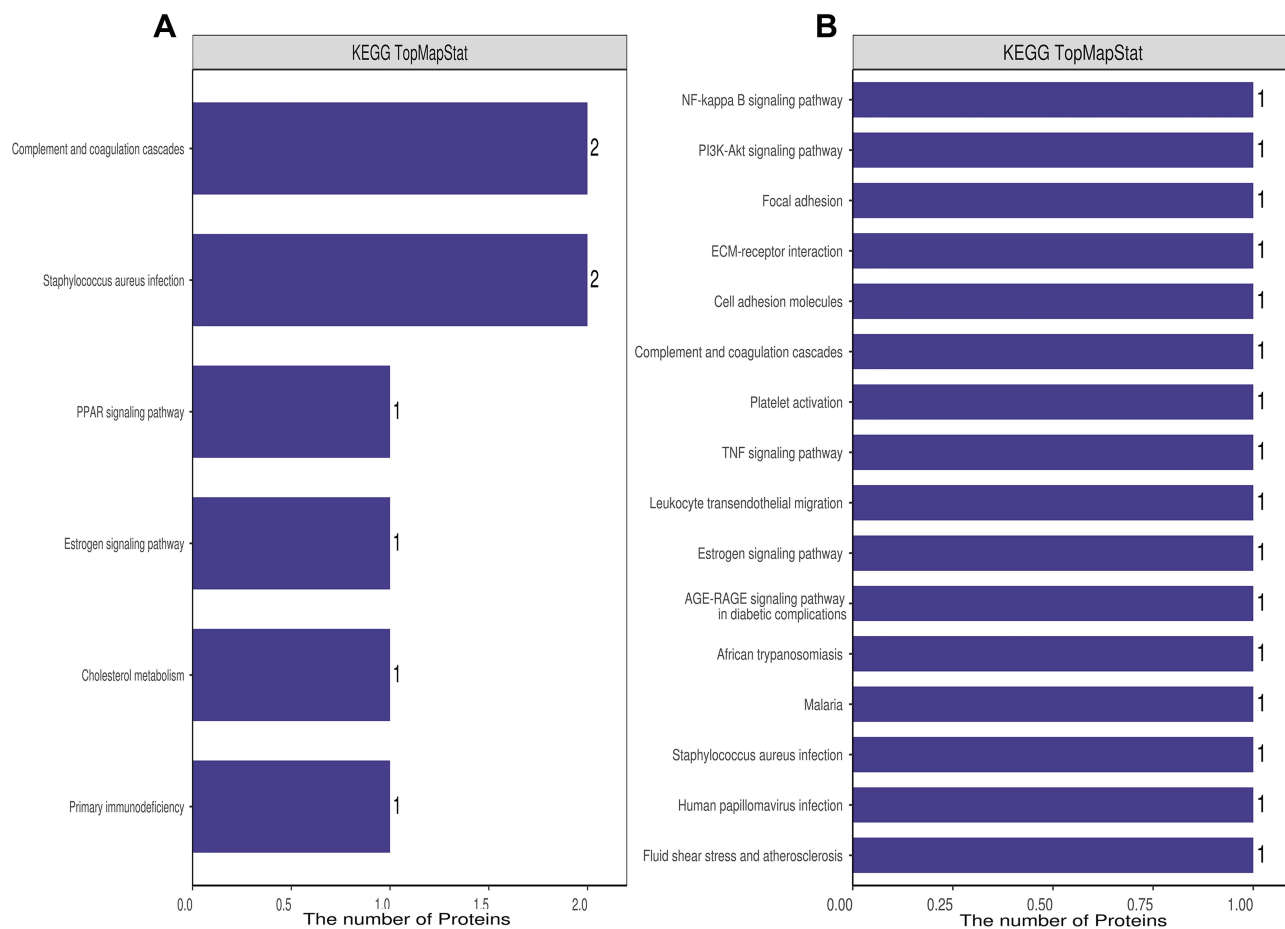 A
KEGG TopMapStat
Complement and coagulation cascades
2
Staphylococcus aureus infection
2
PPAR signaling pathway
1
Estrogen signaling pathway
1
Cholesterol metabolism
1
Primary immunodeficiency
1
0.0 0.5 1.0 1.5 2.0
The number of Proteins
B
KEGG TopMapStat
NF-kappa B signaling pathway
1
PI3K-Akt signaling pathway
1
Focal adhesion
1
ECM-receptor interaction
1
Cell adhesion molecules
1
Complement and coagulation cascades
1
Platelet activation
1
TNF signaling pathway
1
Leukocyte transendothelial migration
1
Estrogen signaling pathway
1
AGE-RAGE signaling pathway
in diabetic complications
1
African trypanosomiasis
1
Malaria
1
Staphylococcus aureus infection
1
Human papillomavirus infection
1
Fluid shear stress and atherosclerosis
1
0.00 0.25 0.50 0.75 1.00
The number of Proteins